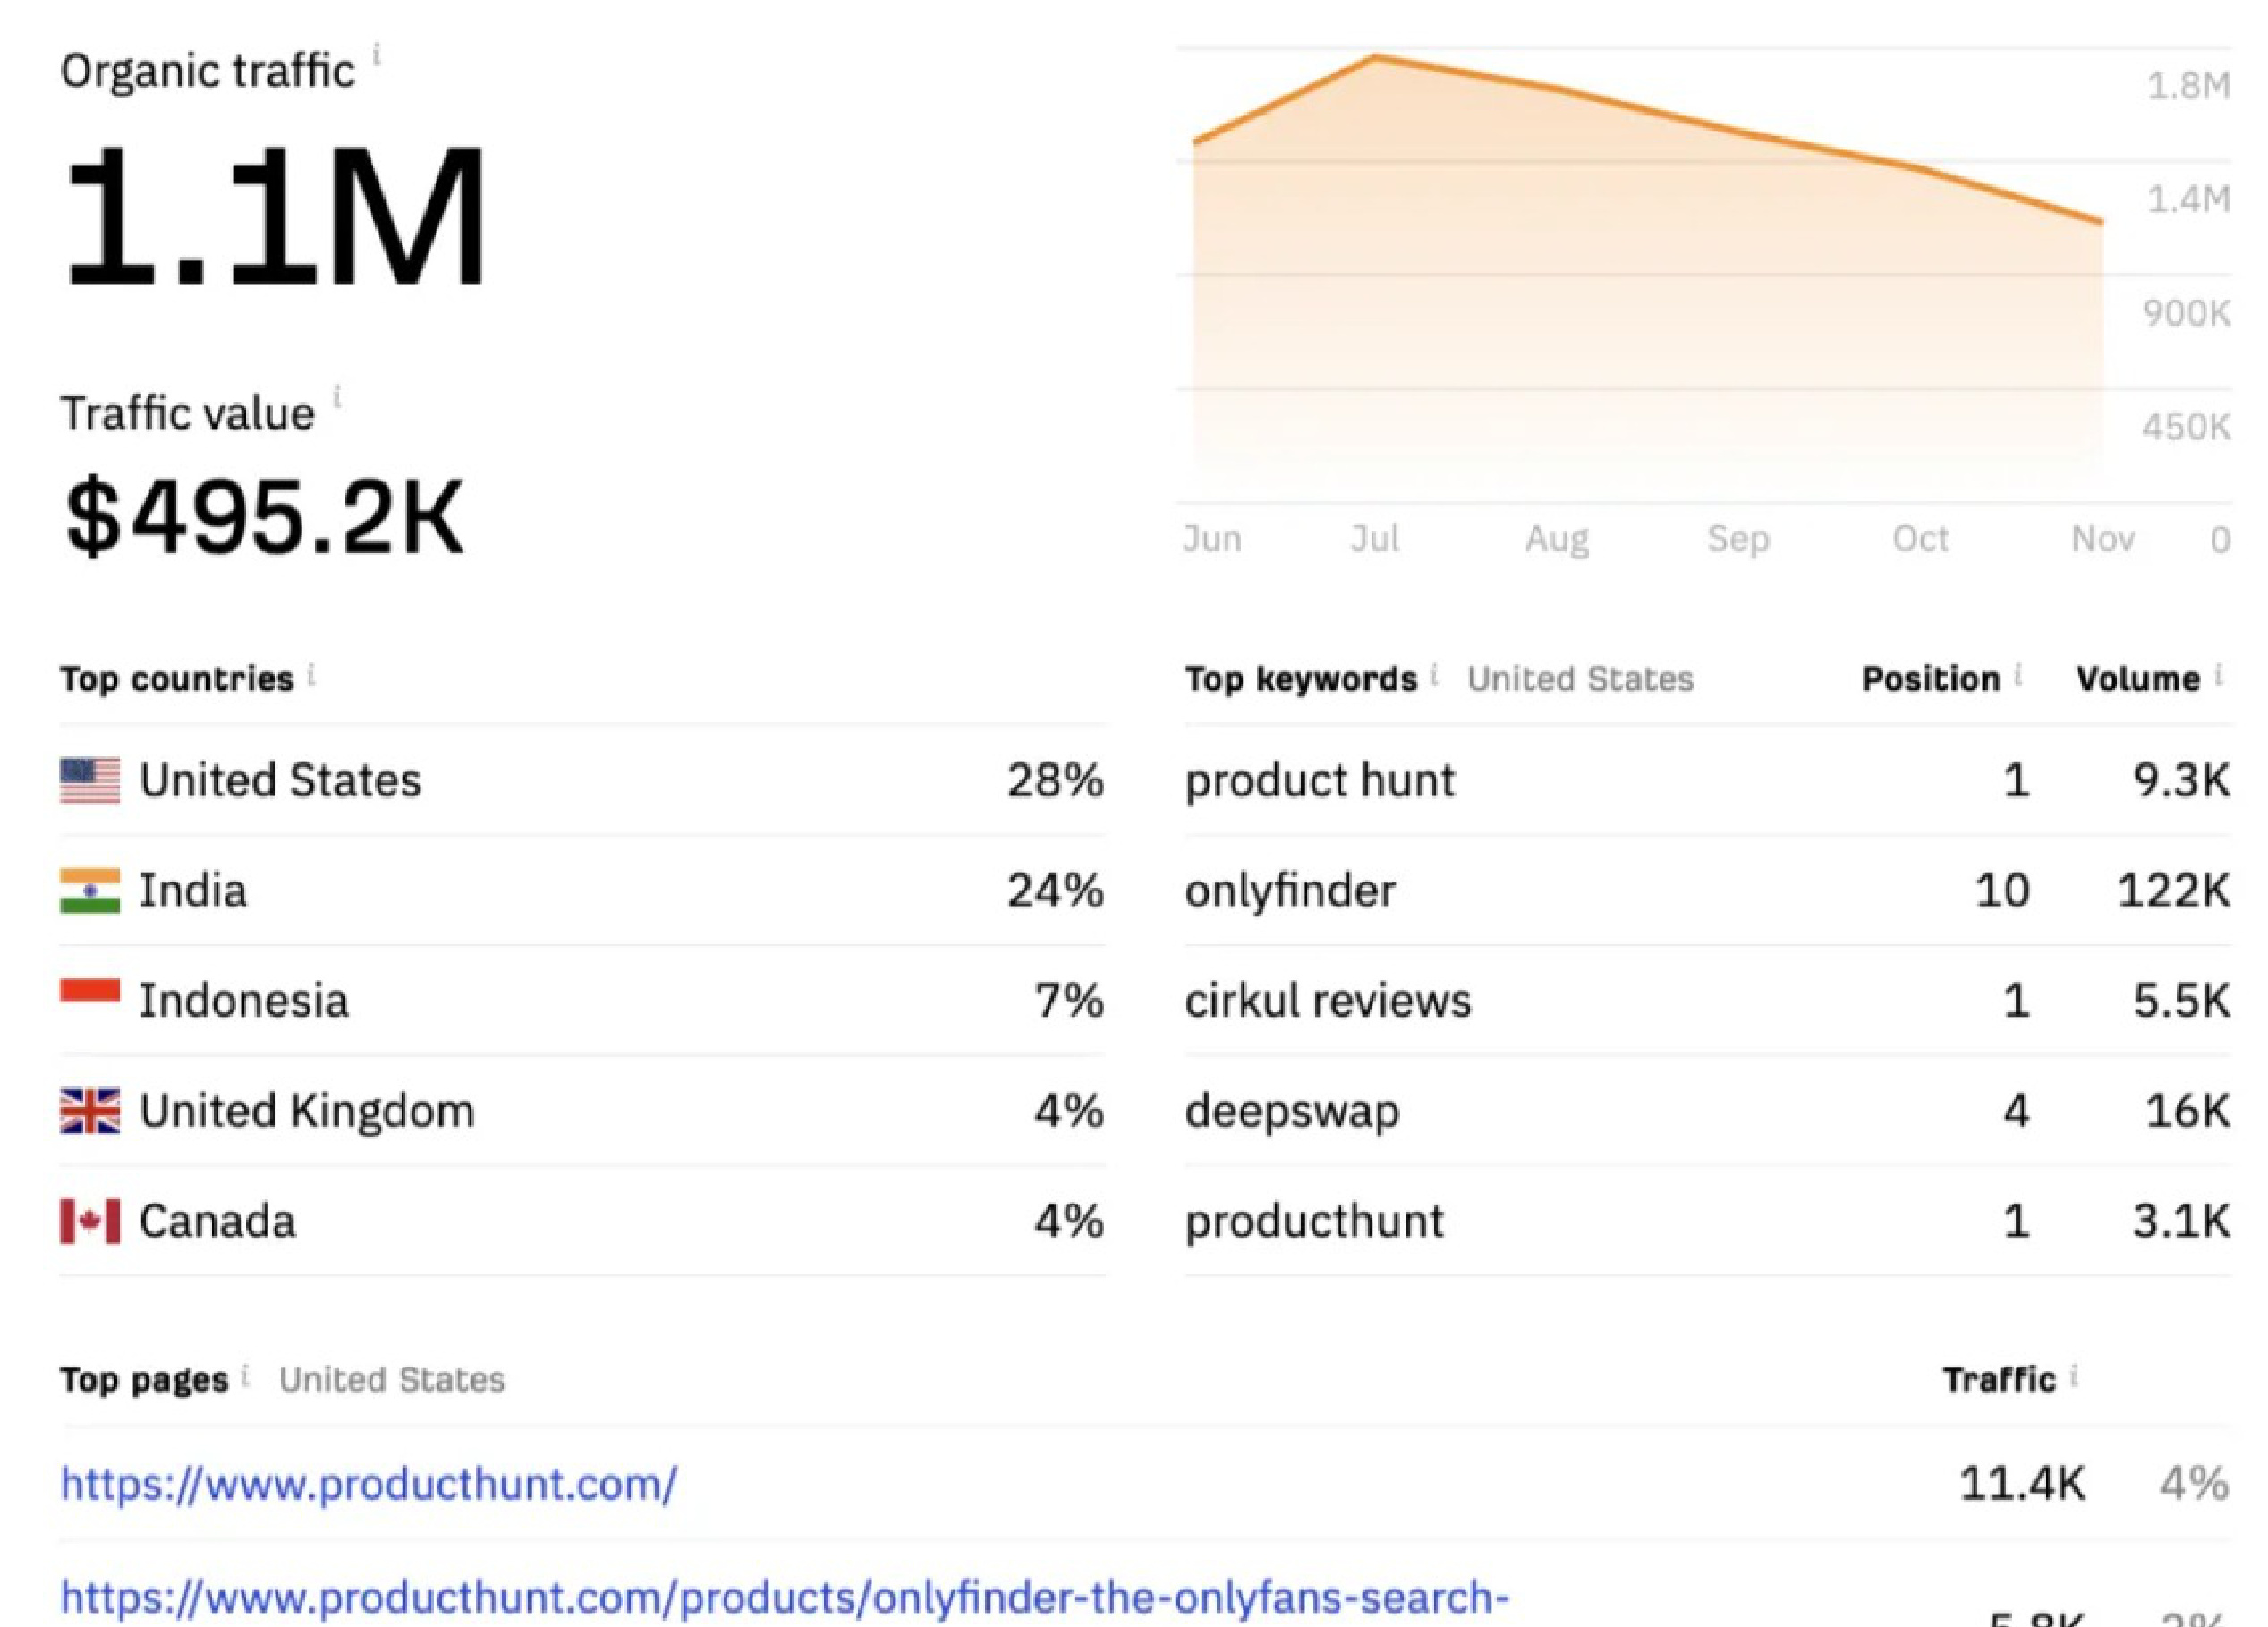 Organic traffic i
1.1M
Traffic value i
$495.2K
1.8M
1.4M
900K
450K
Jun Jul Aug Sep Oct Nov 0
Top countries i
United States 28%
India 24%
Indonesia 7%
United Kingdom 4%
Canada 4%
Top keywords i United States Position i Volume i
product hunt 1 9.3K
onlyfinder 10 122K
cirkul reviews 1 5.5K
deepswap 4 16K
producthunt 1 3.1K
Top pages i United States Traffic i
https://www.producthunt.com/ 11.4K 4%
https://www.producthunt.com/products/onlyfinder-the-onlyfans-search-